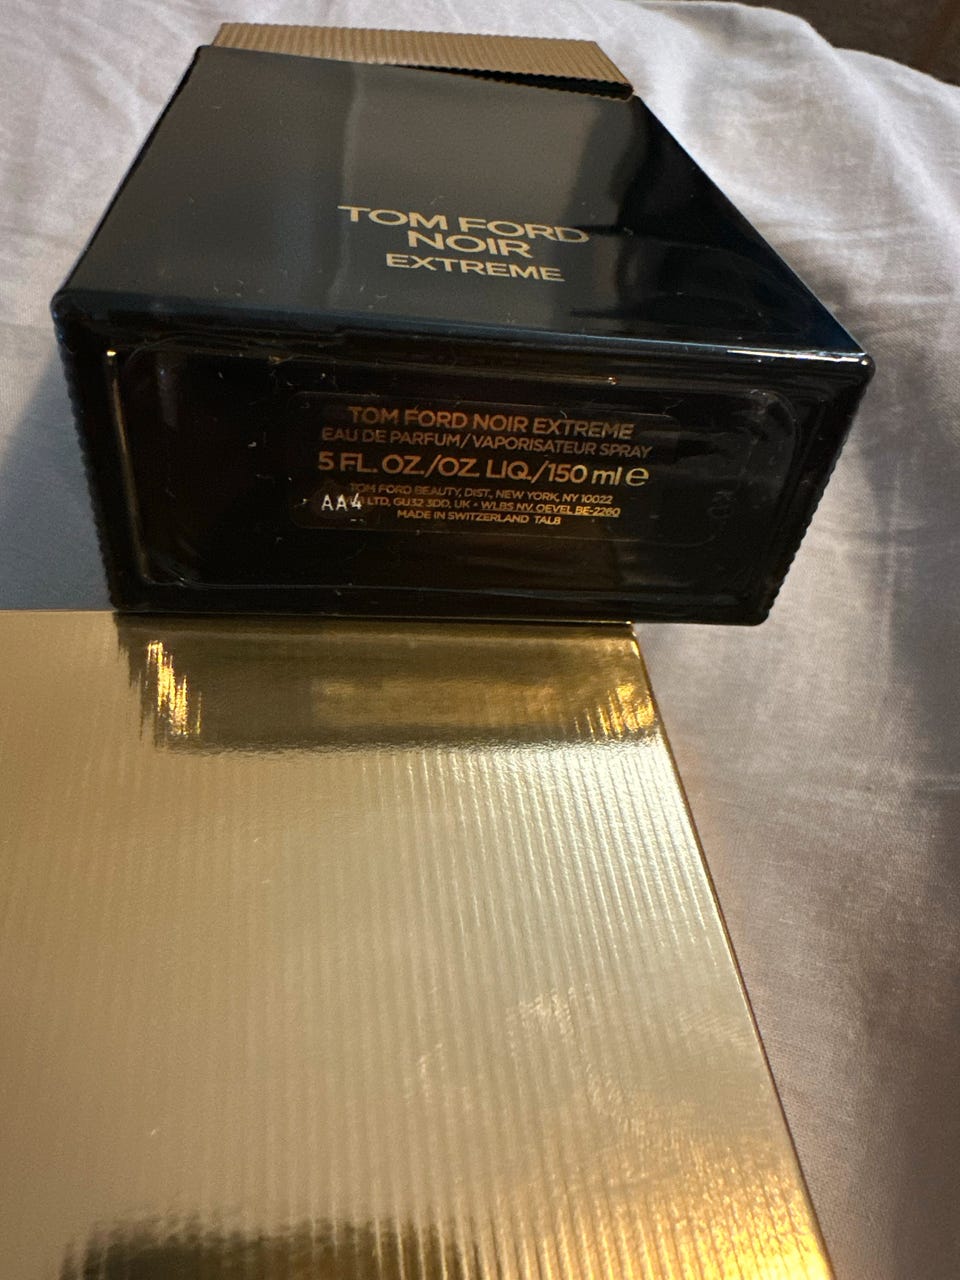 TOM FORD
NOIR
EXTREME
TOM FORD NOIR EXTREME
EAU DE PARFUM/VAPORISATEUR SPRAY
5 FL. OZ./OZ. LIQ./150 ml e
TOM FORD BEAUTY, DIST., NEW YORK, NY 10022
AA4 LTD, GU32 3DD, UK • WLBS NV. OEVEL BE-2260
MADE IN SWITZERLAND TAL8